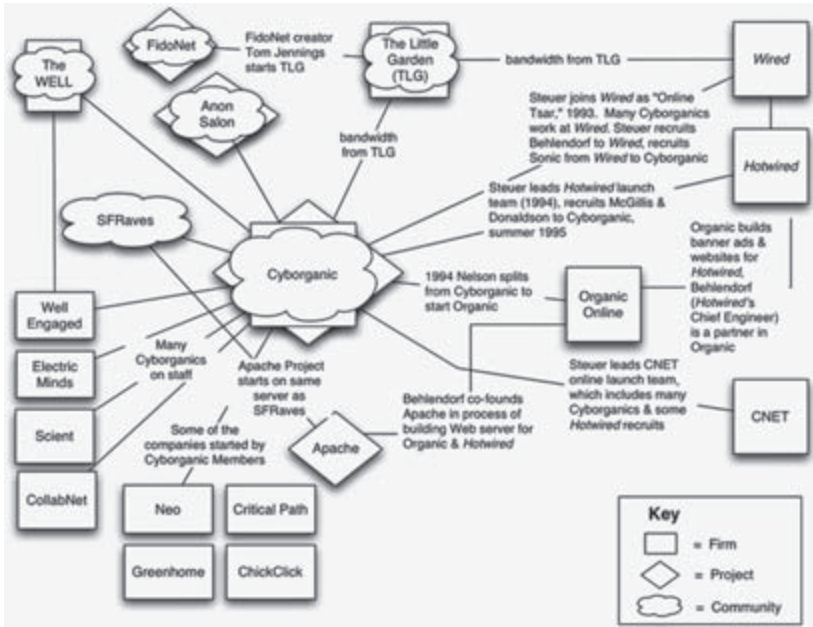 The
WELL
FidoNet
FidoNet creator
Tom Jennings
starts TLG
The Little
Garden
(TLG)
bandwidth from TLG
Wired
Anon
Salon
bandwidth
from TLG
Steuer joins Wired as "Online
Tsar," 1993. Many Cyborganics
work at Wired. Steuer recruits
Behlendorf to Wired, recruits
Sonic from Wired to Cyborganic
Hotwired
Steuer leads Hotwired launch
team (1994), recruits McGillis &
Donaldson to Cyborganic,
summer 1995
SFRaves
Cyborganic
1994 Nelson splits
from Cyborganic to
start Organic
Organic
Online
Organic builds
banner ads &
websites for
Hotwired,
Behlendorf
(Hotwired's
Chief Engineer)
is a partner in
Organic
Well
Engaged
Electric
Minds
Scient
CollabNet
Many
Cyborganics
on staff
Apache Project
starts on same
server as
SFRaves
Apache
Behlendorf co-founds
Apache in process of
building Web server for
Organic & Hotwired
Steuer leads CNET
online launch team,
which includes many
Cyborganics & some
Hotwired recruits
CNET
Some of the
companies started by
Cyborganic Members
Neo
Critical Path
Greenhome
ChickClick
Key
= Firm
= Project
= Community